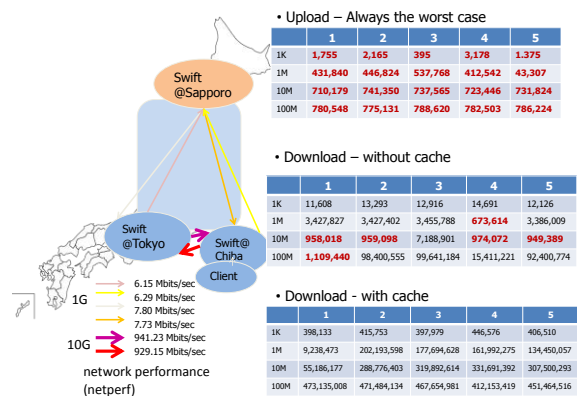 • Upload – Always the worst case
1 2 3 4 5
1K 1,755 2,165 395 3,178 1.375
1M 431,840 446,824 537,768 412,542 43,307
10M 710,179 741,350 737,565 723,446 731,824
100M 780,548 775,131 788,620 782,503 786,224
Swift
@Sapporo
• Download – without cache
1 2 3 4 5
1K 11,608 13,293 12,916 14,691 12,126
1M 3,427,827 3,427,402 3,455,788 673,614 3,386,009
10M 958,018 959,098 7,188,901 974,072 949,389
100M 1,109,440 98,400,555 99,641,184 15,411,221 92,400,774
Swift
@Tokyo
Swift@
Chiba
Client
1G
6.15 Mbits/sec
6.29 Mbits/sec
7.80 Mbits/sec
7.73 Mbits/sec
10G
941.23 Mbits/sec
929.15 Mbits/sec
network performance
(netperf)
• Download - with cache
1 2 3 4 5
1K 398,133 415,753 397,979 446,576 406,510
1M 9,238,473 202,193,598 177,694,628 161,992,275 134,450,057
10M 55,186,177 288,776,403 319,892,614 331,691,392 307,500,293
100M 473,135,008 471,484,134 467,654,981 412,153,419 451,464,516